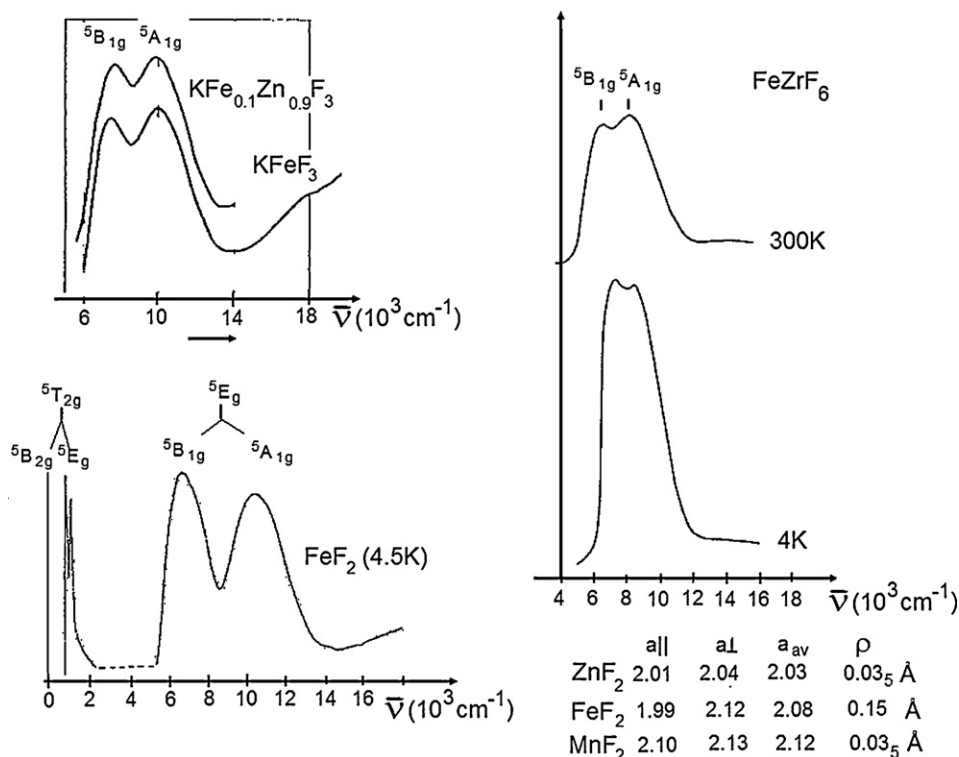 ⁵B₁g ⁵A₁g
KFe₀.₁Zn₀.₉F₃
KFeF₃
6 10 14 18 ν̅ (10³cm⁻¹)
⁵T₂g
⁵B₂g ⁵Eg
⁵Eg
⁵B₁g ⁵A₁g
FeF₂ (4.5K)
0 2 4 6 8 10 12 14 16 ν̅ (10³cm⁻¹)
⁵B₁g ⁵A₁g
FeZrF₆
300K
4K
4 6 8 10 12 14 16 18 ν̅ (10³cm⁻¹)
a|| a⊥ aav ρ
ZnF₂ 2.01 2.04 2.03 0.03₅ Å
FeF₂ 1.99 2.12 2.08 0.15 Å
MnF₂ 2.10 2.13 2.12 0.03₅ Å